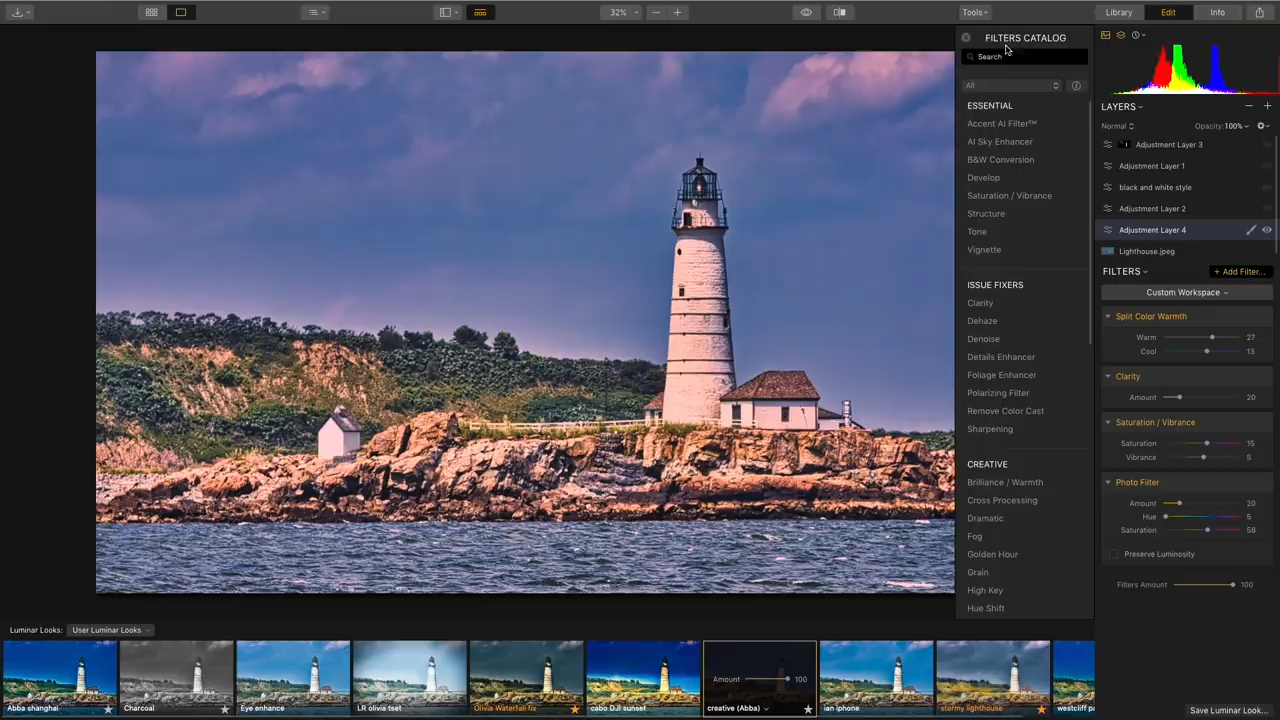 32%
Tools
Library
Edit
Info
FILTERS CATALOG
Search
All
ESSENTIAL
Accent AI Filter™
AI Sky Enhancer
B&W Conversion
Develop
Saturation / Vibrance
Structure
Tone
Vignette
ISSUE FIXERS
Clarity
Dehaze
Denoise
Details Enhancer
Foliage Enhancer
Polarizing Filter
Remove Color Cast
Sharpening
CREATIVE
Brilliance / Warmth
Cross Processing
Dramatic
Fog
Golden Hour
Grain
High Key
Hue Shift
LAYERS
Normal
Opacity: 100%
Adjustment Layer 3
Adjustment Layer 1
black and white style
Adjustment Layer 2
Adjustment Layer 4
Lighthouse.jpeg
FILTERS
+ Add Filter...
Custom Workspace
Split Color Warmth
Warm 27
Cool 13
Clarity
Amount 20
Saturation / Vibrance
Saturation 15
Vibrance 5
Photo Filter
Amount 20
Hue 5
Saturation 58
Preserve Luminosity
Filters Amount 100
Luminar Looks: User Luminar Looks
Abba shanghai
Charcoal
Eye enhance
LR olivia tset
Olivia Waterfall fix
cabo DJI sunset
Amount 100
creative (Abba)
ian iphone
stormy lighthouse
westcliff pa
Save Luminar Look...